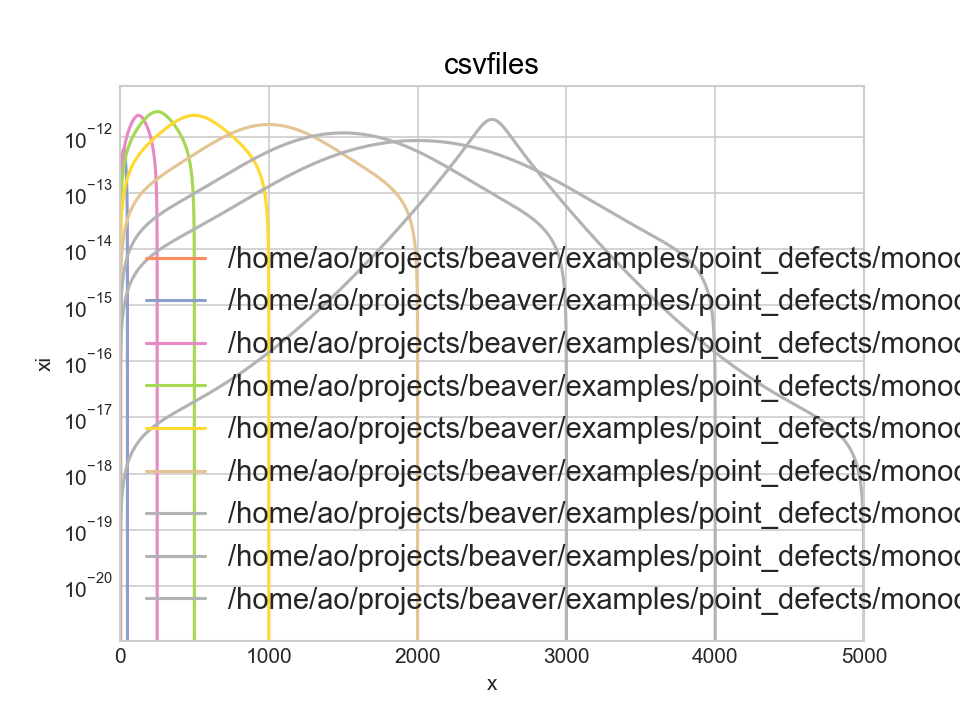 csvfiles
10^-12
10^-13
10^-14
10^-15
10^-16
10^-17
10^-18
10^-19
10^-20
xi
/home/ao/projects/beaver/examples/point_defects/monoc
/home/ao/projects/beaver/examples/point_defects/monoc
/home/ao/projects/beaver/examples/point_defects/monoc
/home/ao/projects/beaver/examples/point_defects/monoc
/home/ao/projects/beaver/examples/point_defects/monoc
/home/ao/projects/beaver/examples/point_defects/monoc
/home/ao/projects/beaver/examples/point_defects/monoc
/home/ao/projects/beaver/examples/point_defects/monoc
/home/ao/projects/beaver/examples/point_defects/monoc
0 1000 2000 3000 4000 5000
x